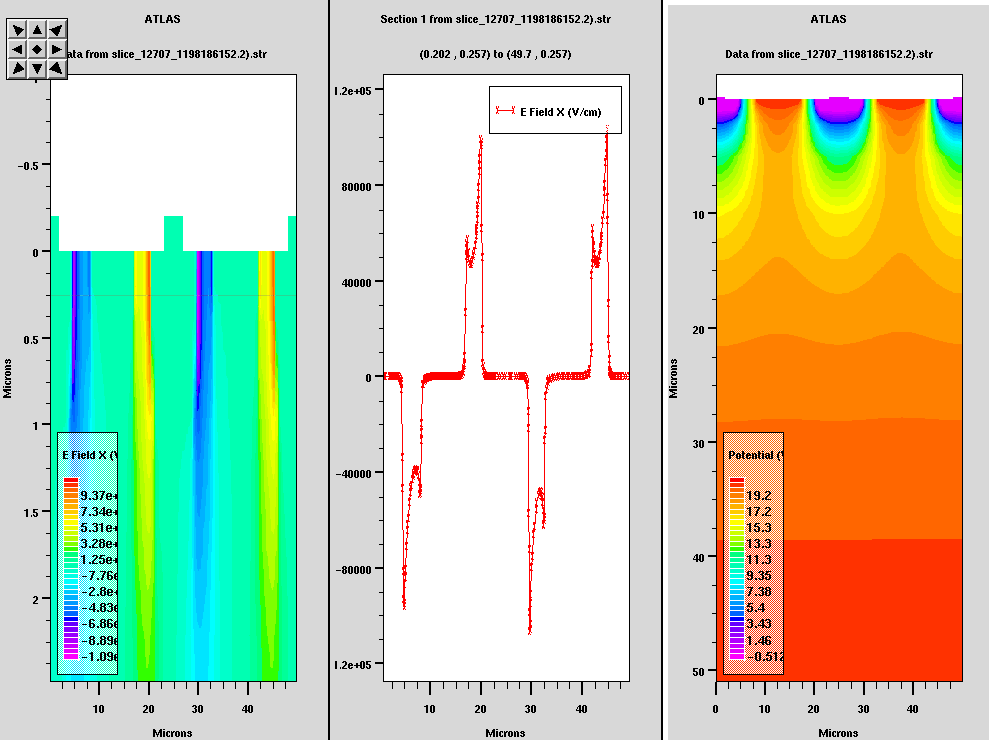 ATLAS
ata from slice_12707_1198186152.2).str
-0.5
0
0.5
1
1.5
2
Microns
E Field X (V
9.37e+
7.34e+
5.31e+
3.28e+
1.25e+
-7.76e
-2.8e+
-4.83e
-6.86e
-8.89e
-1.09e
10
20
30
40
Microns
Section 1 from slice_12707_1198186152.2).str
(0.202 , 0.257) to (49.7 , 0.257)
1.2e+05
80000
40000
0
-40000
-80000
1.2e+05
E Field X (V/cm)
10
20
30
40
Microns
ATLAS
Data from slice_12707_1198186152.2).str
0
10
20
30
40
50
Microns
Potential (V
19.2
17.2
15.3
13.3
11.3
9.35
7.38
5.4
3.43
1.46
-0.512
0
10
20
30
40
Microns